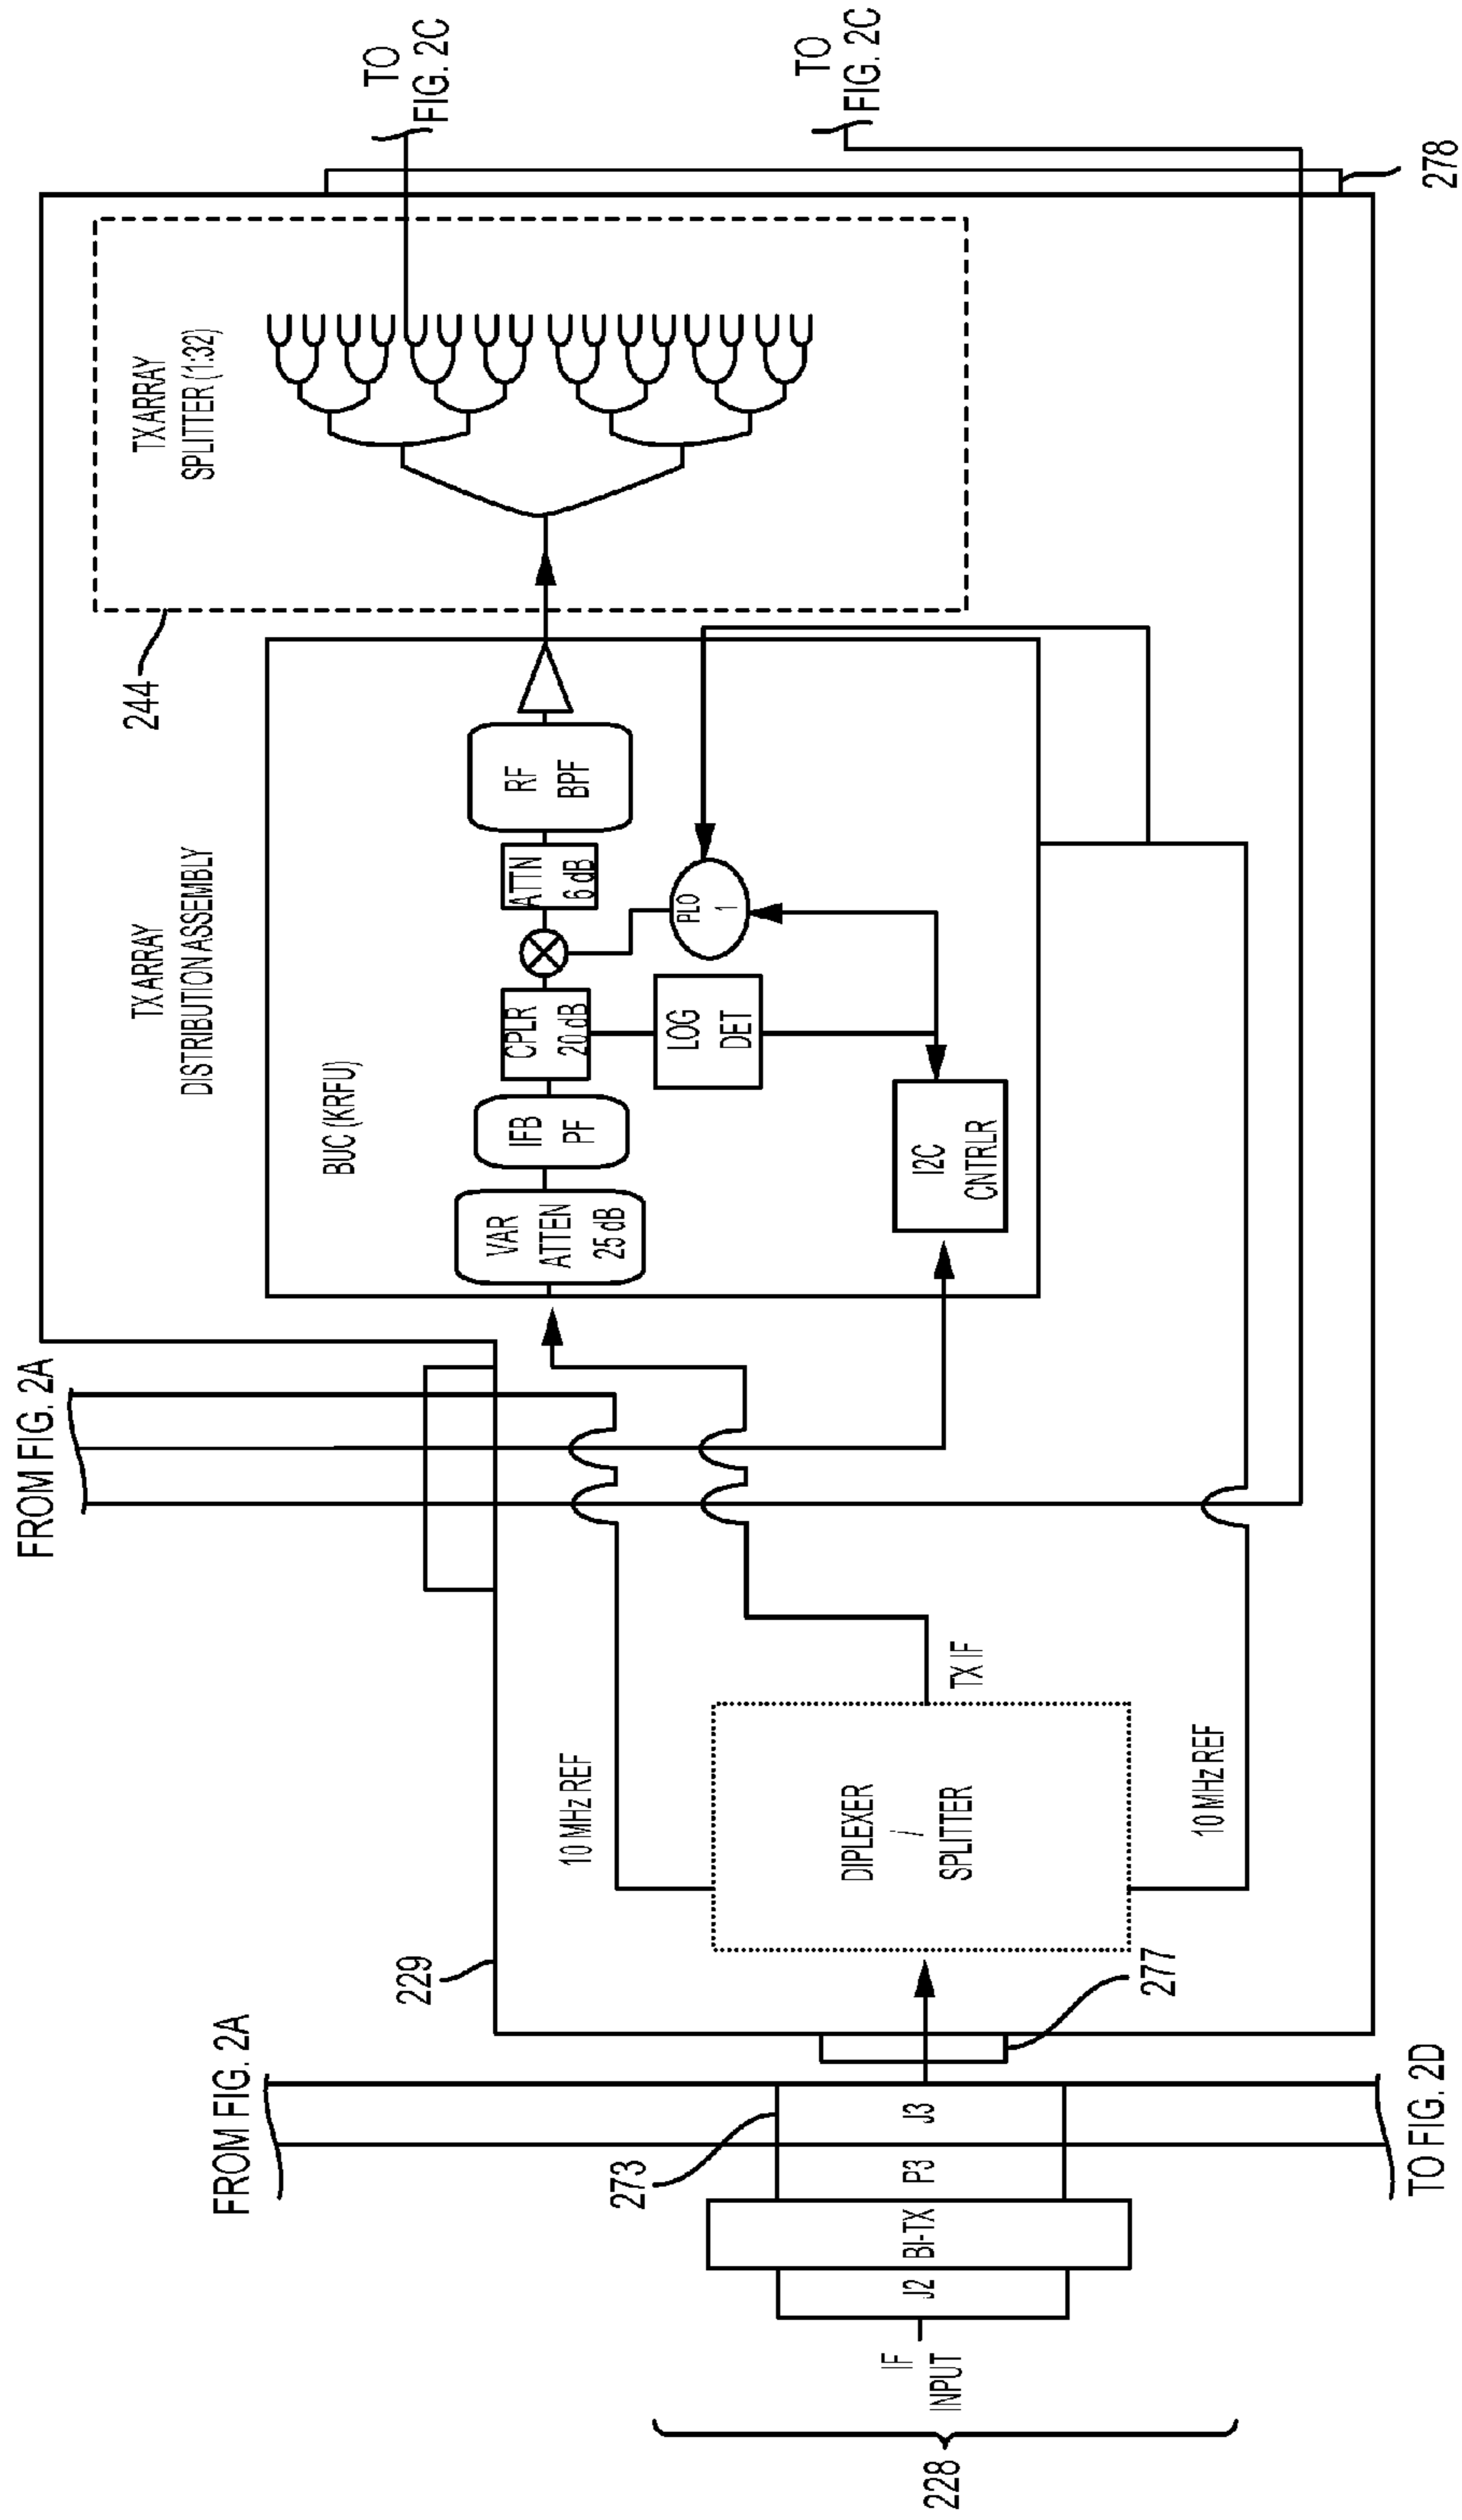 FROM FIG. 2A
FROM FIG. 2A
TO
FIG. 2C
TO
FIG. 2C
TX ARRAY
SPLITTER (1:32)
244
TX ARRAY
DISTRIBUTION ASSEMBLY
BUC (KRFU)
VAR
ATTEN
25 dB
IFB
PF
CPLR
20 dB
ATTN
6 dB
RF
BPF
LOG
DET
PLO
1
I2C
CNTRLR
229
273
10 MHz REF
TX IF
DIPLEXER
/
SPLITTER
10 MHz REF
228
IF
INPUT
J2
BI-TX
P3
J3
277
278
TO FIG. 2D